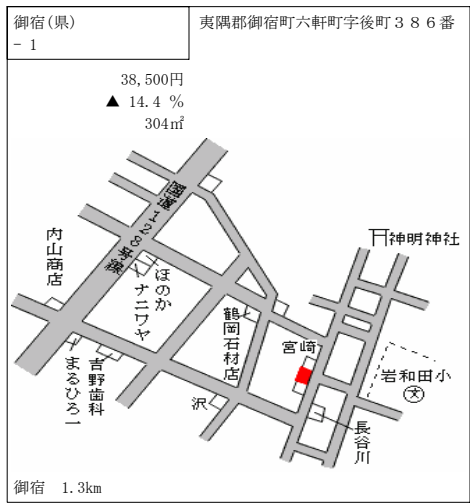 御宿(県)
- 1
夷隅郡御宿町六軒町字後町３８６番
38,500円
▲ 14.4 %
304㎡
国道１２８号線
内山商店
ほのか
ナニワヤ
鶴岡石材店
宮崎
神明神社
岩和田小
文
長谷川
沢
吉野歯科
まるひろ一
御宿 1.3km